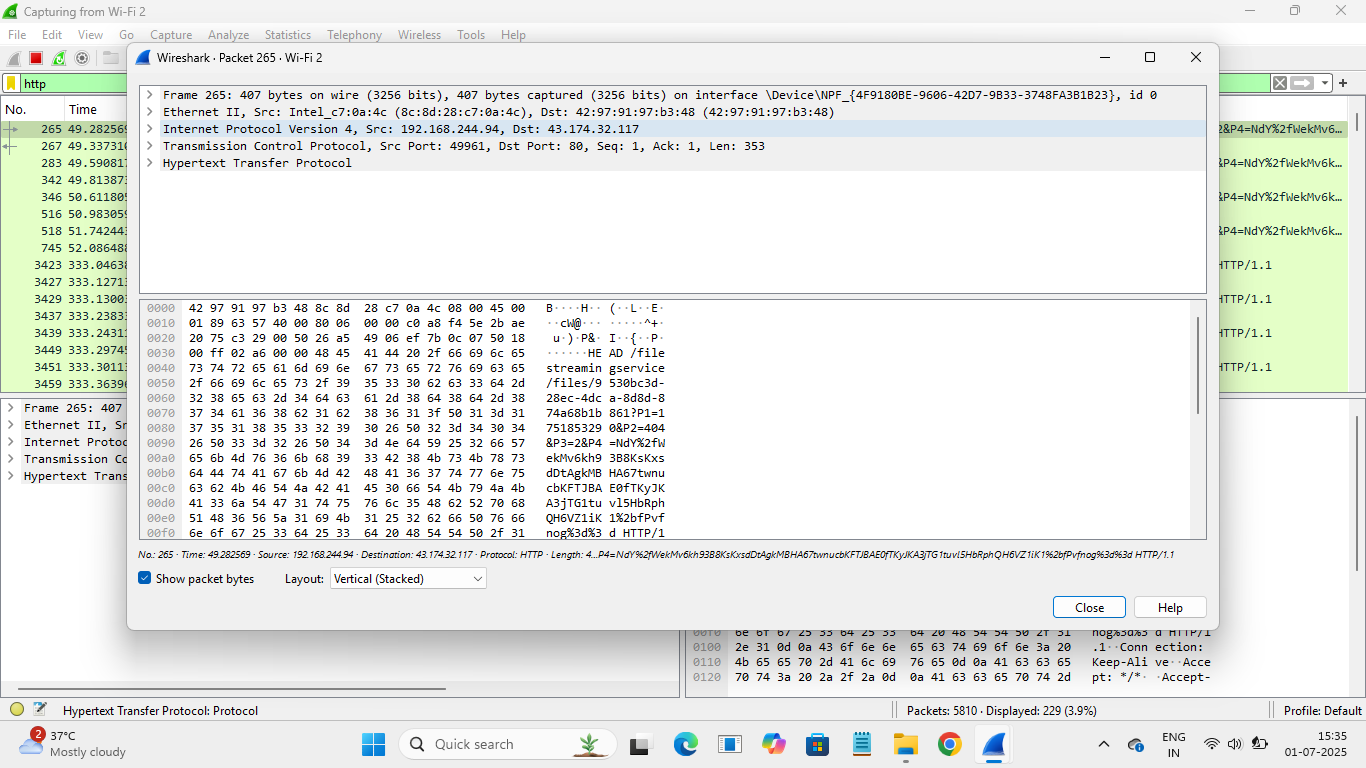 Capturing from Wi-Fi 2
File Edit View Go Capture Analyze Statistics Telephony Wireless Tools Help
Wireshark · Packet 265 · Wi-Fi 2
http
No. Time
265 49.282569
267 49.337310
283 49.590817
342 49.813873
346 50.611805
516 50.983059
518 51.742443
745 52.086488
3423 333.04638
3427 333.12713
3429 333.13003
3437 333.23833
3439 333.24311
3449 333.29745
3451 333.30113
3459 333.36396
2&P4=NdY%2fWekMv6…
&P4=NdY%2fWekMv6k…
&P4=NdY%2fWekMv6k…
&P4=NdY%2fWekMv6k…
HTTP/1.1
HTTP/1.1
HTTP/1.1
HTTP/1.1
Frame 265: 407 bytes on wire (3256 bits), 407 bytes captured (3256 bits) on interface \Device\NPF_{4F9180BE-9606-42D7-9B33-3748FA3B1B23}, id 0
Ethernet II, Src: Intel_c7:0a:4c (8c:8d:28:c7:0a:4c), Dst: 42:97:91:97:b3:48 (42:97:91:97:b3:48)
Internet Protocol Version 4, Src: 192.168.244.94, Dst: 43.174.32.117
Transmission Control Protocol, Src Port: 49961, Dst Port: 80, Seq: 1, Ack: 1, Len: 353
Hypertext Transfer Protocol
0000 42 97 91 97 b3 48 8c 8d 28 c7 0a 4c 08 00 45 00 B····H·· (··L··E·
0010 01 89 63 57 40 00 80 06 00 00 c0 a8 f4 5e 2b ae ··cW@··· ·····^+·
0020 20 75 c3 29 00 50 26 a5 49 06 ef 7b 0c 07 50 18 u·)·P&· I··{··P·
0030 00 ff 02 a6 00 00 48 45 41 44 20 2f 66 69 6c 65 ······HE AD /file
0040 73 74 72 65 61 6d 69 6e 67 73 65 72 76 69 63 65 streamin gservice
0050 2f 66 69 6c 65 73 2f 39 35 33 30 62 63 33 64 2d /files/9 530bc3d-
0060 32 38 65 63 2d 34 64 63 61 2d 38 64 38 64 2d 38 28ec-4dc a-8d8d-8
0070 37 34 61 36 38 62 31 62 38 36 31 3f 50 31 3d 31 74a68b1b 861?P1=1
0080 37 35 31 38 35 33 32 39 30 26 50 32 3d 34 30 34 75185329 0&P2=404
0090 26 50 33 3d 32 26 50 34 3d 4e 64 59 25 32 66 57 &P3=2&P4 =NdY%2fW
00a0 65 6b 4d 76 36 6b 68 39 33 42 38 4b 73 4b 78 73 ekMv6kh9 3B8KsKxs
00b0 64 44 74 41 67 6b 4d 42 48 41 36 37 74 77 6e 75 dDtAgkMB HA67twnu
00c0 63 62 4b 46 54 4a 42 41 45 30 66 54 4b 79 4a 4b cbKFTJBA E0fTKyJK
00d0 41 33 6a 54 47 31 74 75 76 6c 35 48 62 52 70 68 A3jTG1tu vl5HbRph
00e0 51 48 36 56 5a 31 69 4b 31 25 32 62 66 50 76 66 QH6VZ1iK 1%2bfPvf
00f0 6e 6f 67 25 33 64 25 33 64 20 48 54 54 50 2f 31 nog%3d%3 d HTTP/1
No.: 265 · Time: 49.282569 · Source: 192.168.244.94 · Destination: 43.174.32.117 · Protocol: HTTP · Length: 4…P4=NdY%2fWekMv6kh93B8KsKxsdDtAgkMBHA67twnucbKFTJBAE0fTKyJKA3jTG1tuvl5HbRphQH6VZ1iK1%2bfPvfnog%3d%3d HTTP/1.1
Show packet bytes Layout: Vertical (Stacked)
Close Help
Frame 265: 407
Ethernet II, Sr
Internet Protoc
Transmission Co
Hypertext Trans
00f0 6e 6f 67 25 33 64 25 33 64 20 48 54 54 50 2f 31 nog%3d%3 d HTTP/1
0100 2e 31 0d 0a 43 6f 6e 6e 65 63 74 69 6f 6e 3a 20 .1··Conn ection:
0110 4b 65 65 70 2d 41 6c 69 76 65 0d 0a 41 63 63 65 Keep-Ali ve··Acce
0120 70 74 3a 20 2a 2f 2a 0d 0a 41 63 63 65 70 74 2d pt: */*· ·Accept-
Hypertext Transfer Protocol: Protocol Packets: 5810 · Displayed: 229 (3.9%) Profile: Default
2
37°C
Mostly cloudy
Quick search
ENG
IN
15:35
01-07-2025